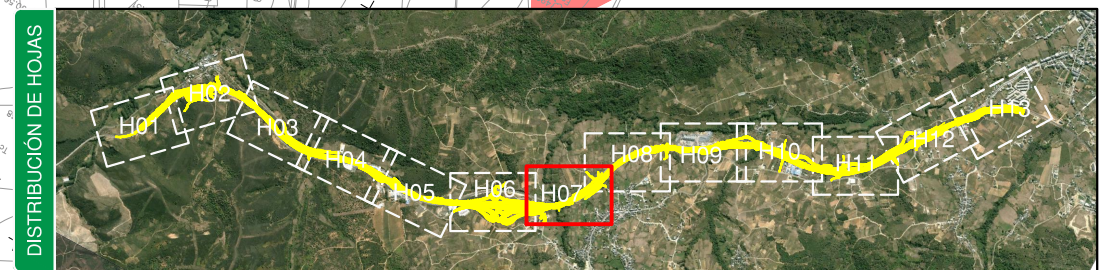 DISTRIBUCIÓN DE HOJAS
H01
H02
H03
H04
H05
H06
H07
H08
H09
H10
H11
H12
H13